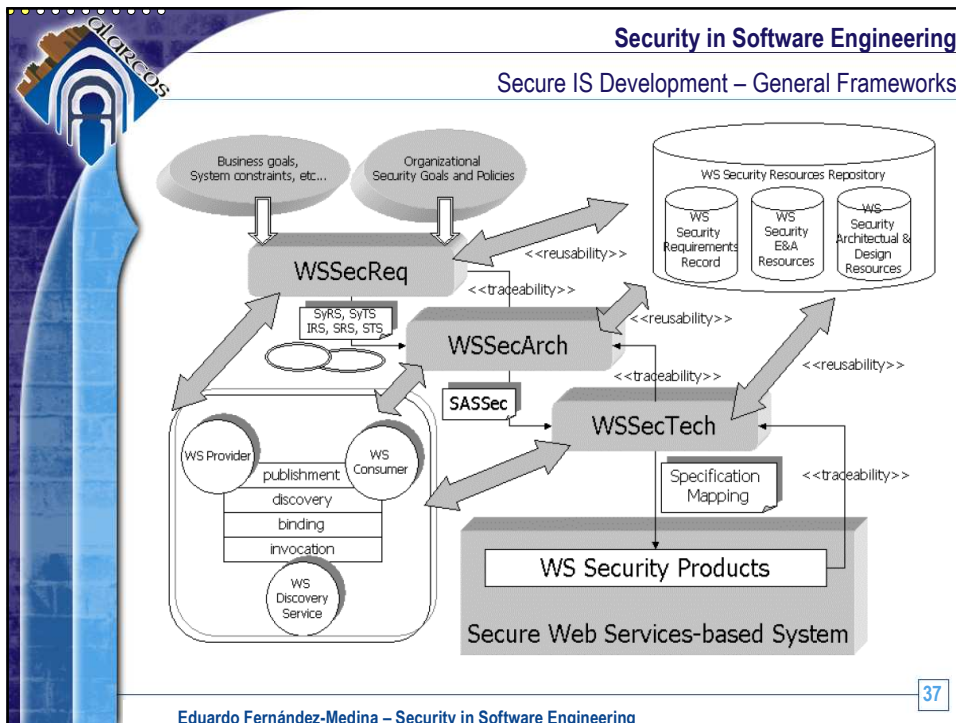 alarcos
Security in Software Engineering
Secure IS Development – General Frameworks
Business goals,
System constraints, etc...
Organizational
Security Goals and Policies
WS Security Resources Repository
WS
Security
Requirements
Record
WS
Security
E&A
Resources
WS
Security
Architectual &
Design
Resources
<<reusability>>
WSSecReq
<<traceability>>
SyRS, SyTS
IRS, SRS, STS
<<reusability>>
WSSecArch
<<reusability>>
<<traceability>>
SASSec
WSSecTech
WS Provider
WS
Consumer
publishment
discovery
binding
invocation
WS
Discovery
Service
Specification
Mapping
<<traceability>>
WS Security Products
Secure Web Services-based System
37
Eduardo Fernández-Medina – Security in Software Engineering